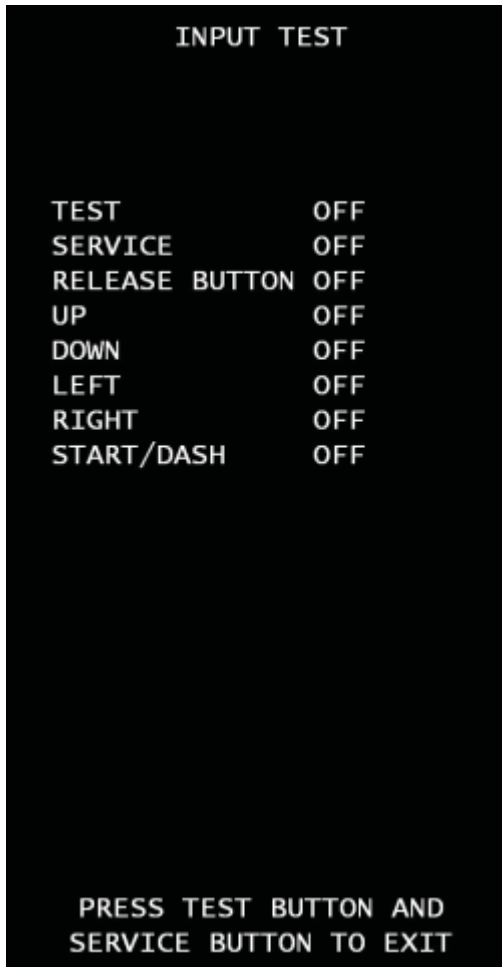 INPUT TEST
TEST OFF
SERVICE OFF
RELEASE BUTTON OFF
UP OFF
DOWN OFF
LEFT OFF
RIGHT OFF
START/DASH OFF
PRESS TEST BUTTON AND
SERVICE BUTTON TO EXIT